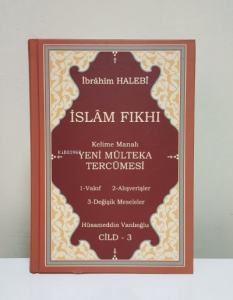 İbrâhîm HALEBÎ
İSLÂM FIKHI
Kelime Manalı
YENİ MÜLTEKA
TERCÜMESİ
1-Vakıf 2-Alışverişler
3-Değişik Meseleler
Hüsameddin Vanlıoğlu
CİLD - 3